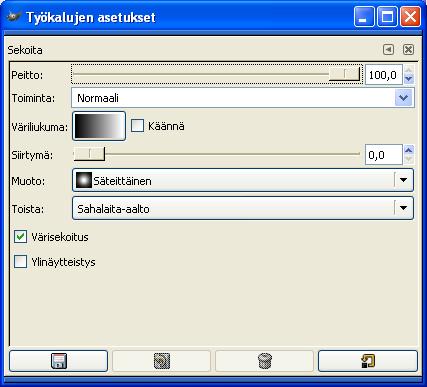 Työkalujen asetukset
Sekoita
Peitto: 100,0
Toiminta: Normaali
Väriliukuma: Käännä
Siirtymä: 0,0
Muoto: Säteittäinen
Toista: Sahalaita-aalto
Värisekoitus
Ylinäytteistys